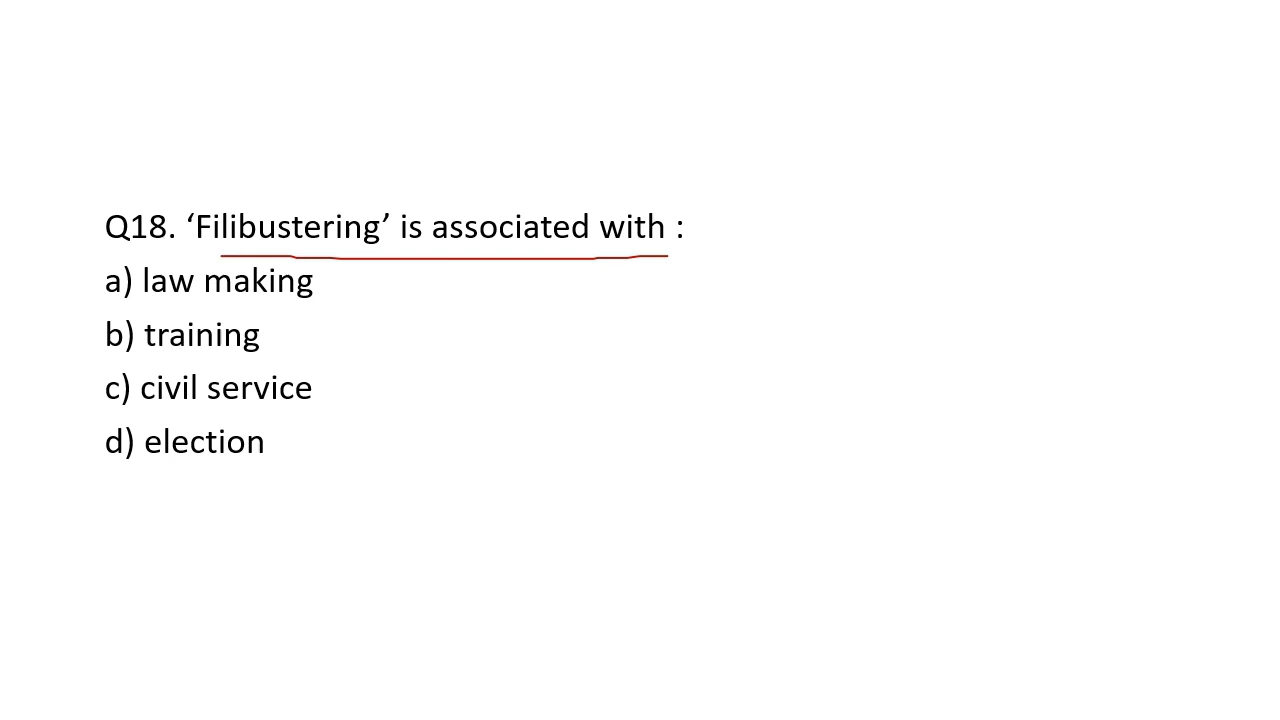 Q18. ‘Filibustering’ is associated with :
a) law making
b) training
c) civil service
d) election